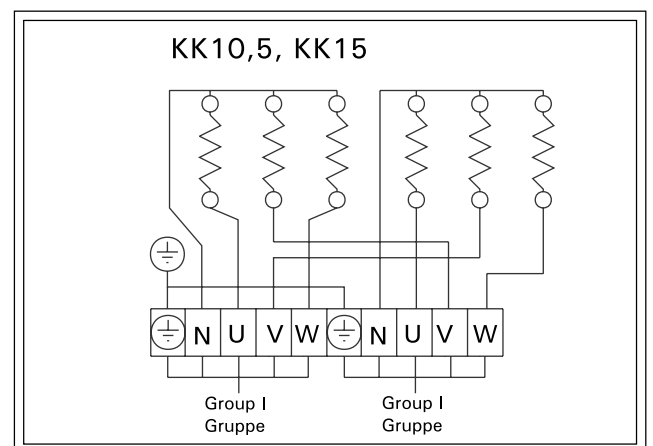 KK10,5, KK15
N U V W N U V W
Group I Group I
Gruppe Gruppe